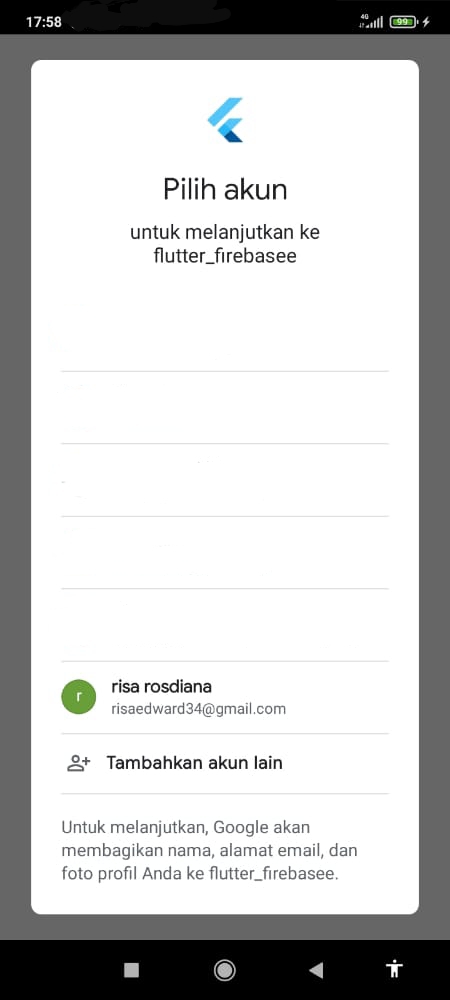 17:58
4G
99
Pilih akun
untuk melanjutkan ke
flutter_firebasee
r
risa rosdiana
risaedward34@gmail.com
Tambahkan akun lain
Untuk melanjutkan, Google akan
membagikan nama, alamat email, dan
foto profil Anda ke flutter_firebasee.